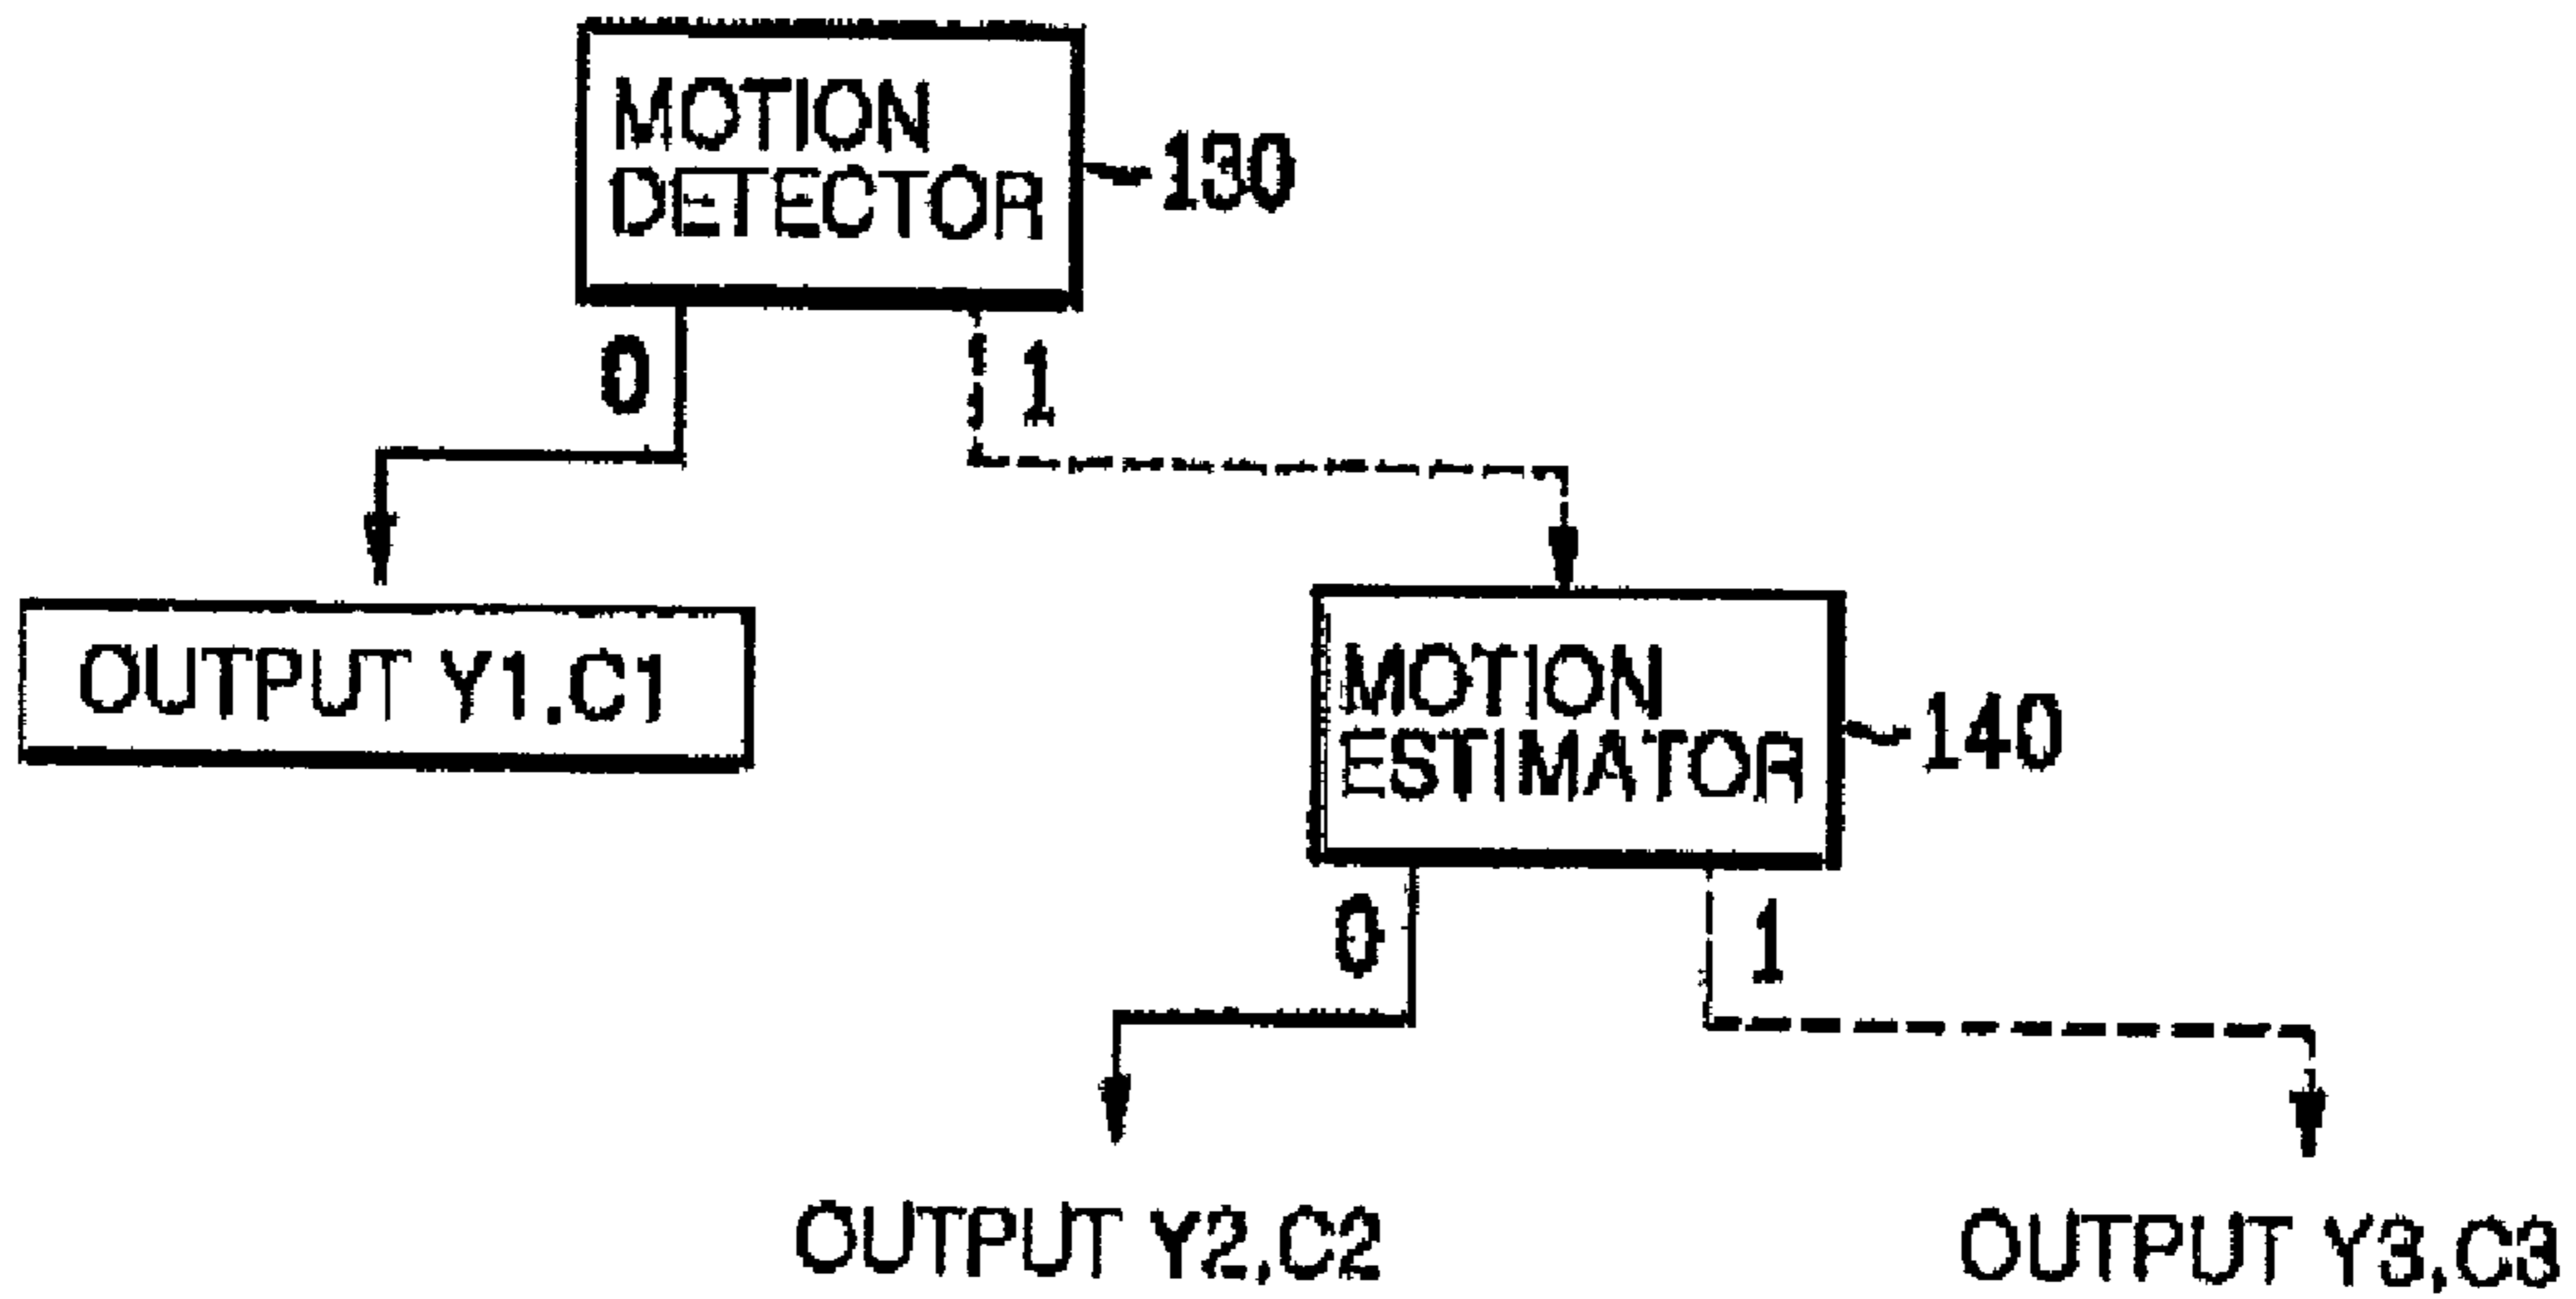 MOTION
DETECTOR
130
0
1
OUTPUT Y1,C1
MOTION
ESTIMATOR
140
0
1
OUTPUT Y2,C2
OUTPUT Y3,C3